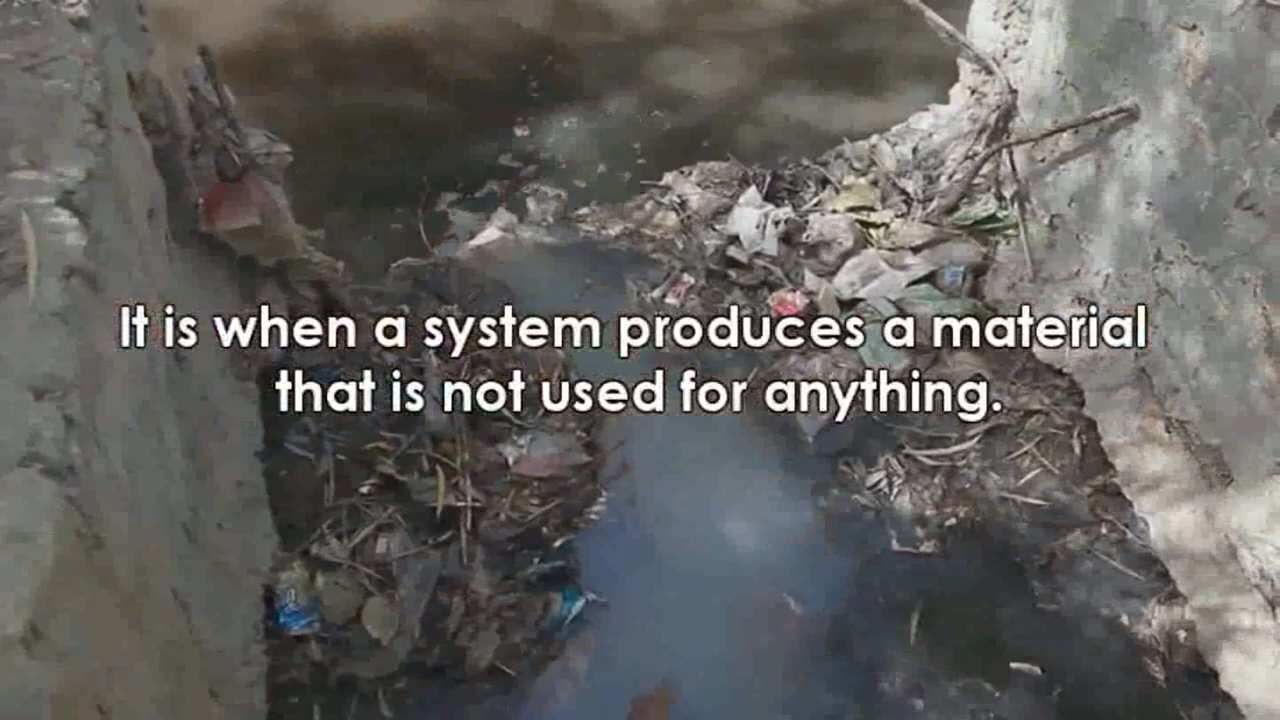 It is when a system produces a material
that is not used for anything.